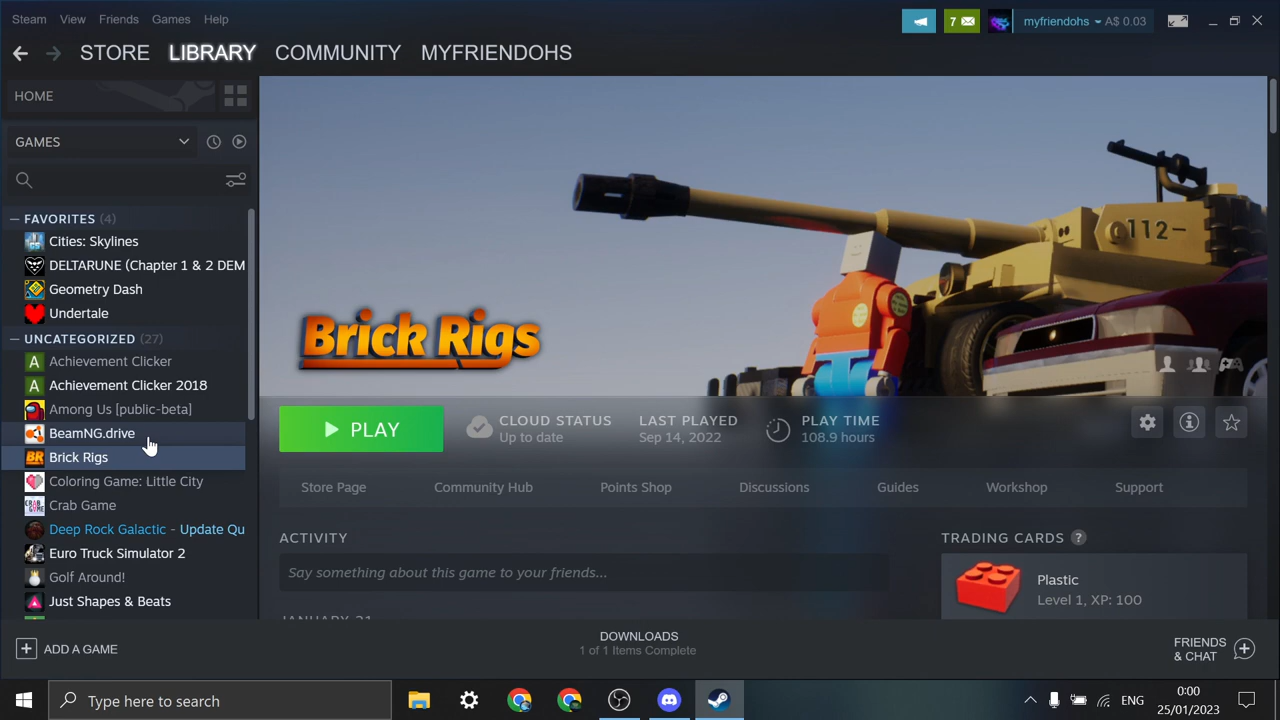 Steam View Friends Games Help
7 myfriendohs A$ 0.03
STORE LIBRARY COMMUNITY MYFRIENDOHS
HOME
GAMES
FAVORITES (4)
Cities: Skylines
DELTARUNE (Chapter 1 & 2 DEM
Geometry Dash
Undertale
UNCATEGORIZED (27)
A Achievement Clicker
A Achievement Clicker 2018
Among Us [public-beta]
BeamNG.drive
BR Brick Rigs
Coloring Game: Little City
CRAB GAME Crab Game
Deep Rock Galactic - Update Qu
Euro Truck Simulator 2
Golf Around!
Just Shapes & Beats
ADD A GAME
@112-
Brick Rigs
PLAY
CLOUD STATUS
Up to date
LAST PLAYED
Sep 14, 2022
PLAY TIME
108.9 hours
Store Page Community Hub Points Shop Discussions Guides Workshop Support
ACTIVITY
Say something about this game to your friends...
JANUARY 21
TRADING CARDS ?
Plastic
Level 1, XP: 100
DOWNLOADS
1 of 1 Items Complete
FRIENDS
& CHAT
Type here to search
ENG
0:00
25/01/2023